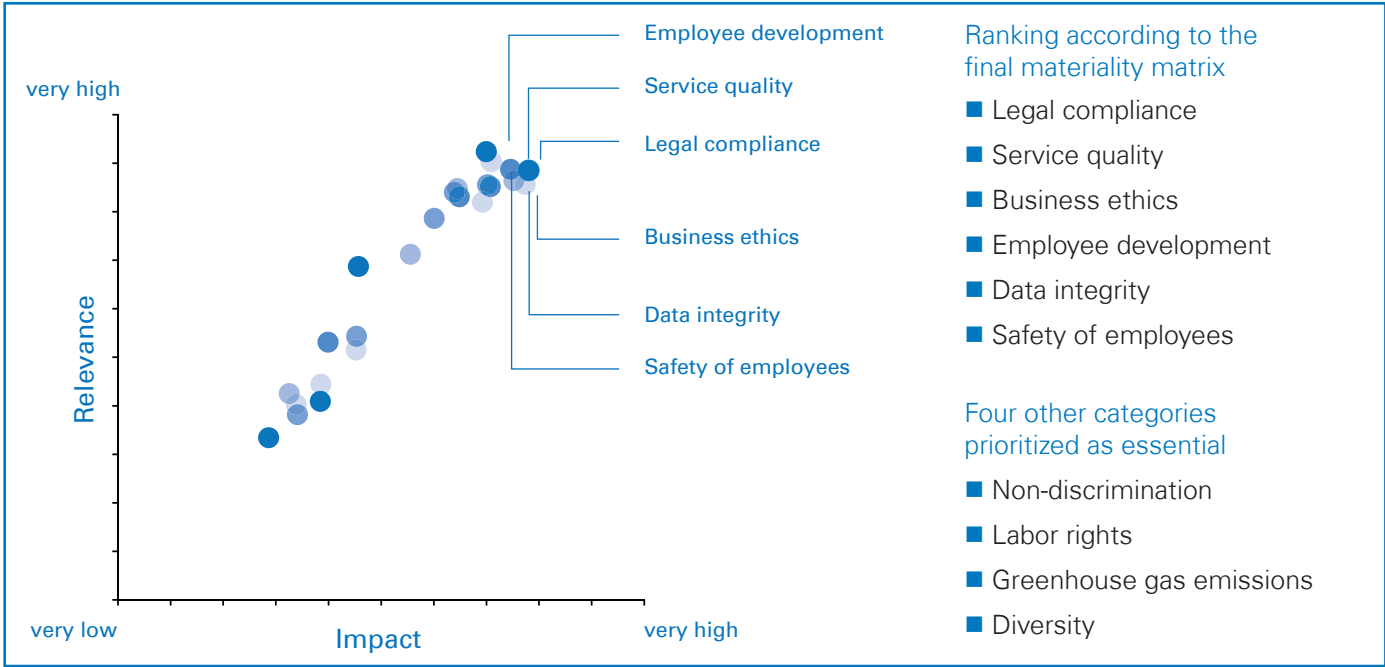 very high
Relevance
very low
Impact
very high
Employee development
Service quality
Legal compliance
Business ethics
Data integrity
Safety of employees
Ranking according to the
final materiality matrix
Legal compliance
Service quality
Business ethics
Employee development
Data integrity
Safety of employees
Four other categories
prioritized as essential
Non-discrimination
Labor rights
Greenhouse gas emissions
Diversity